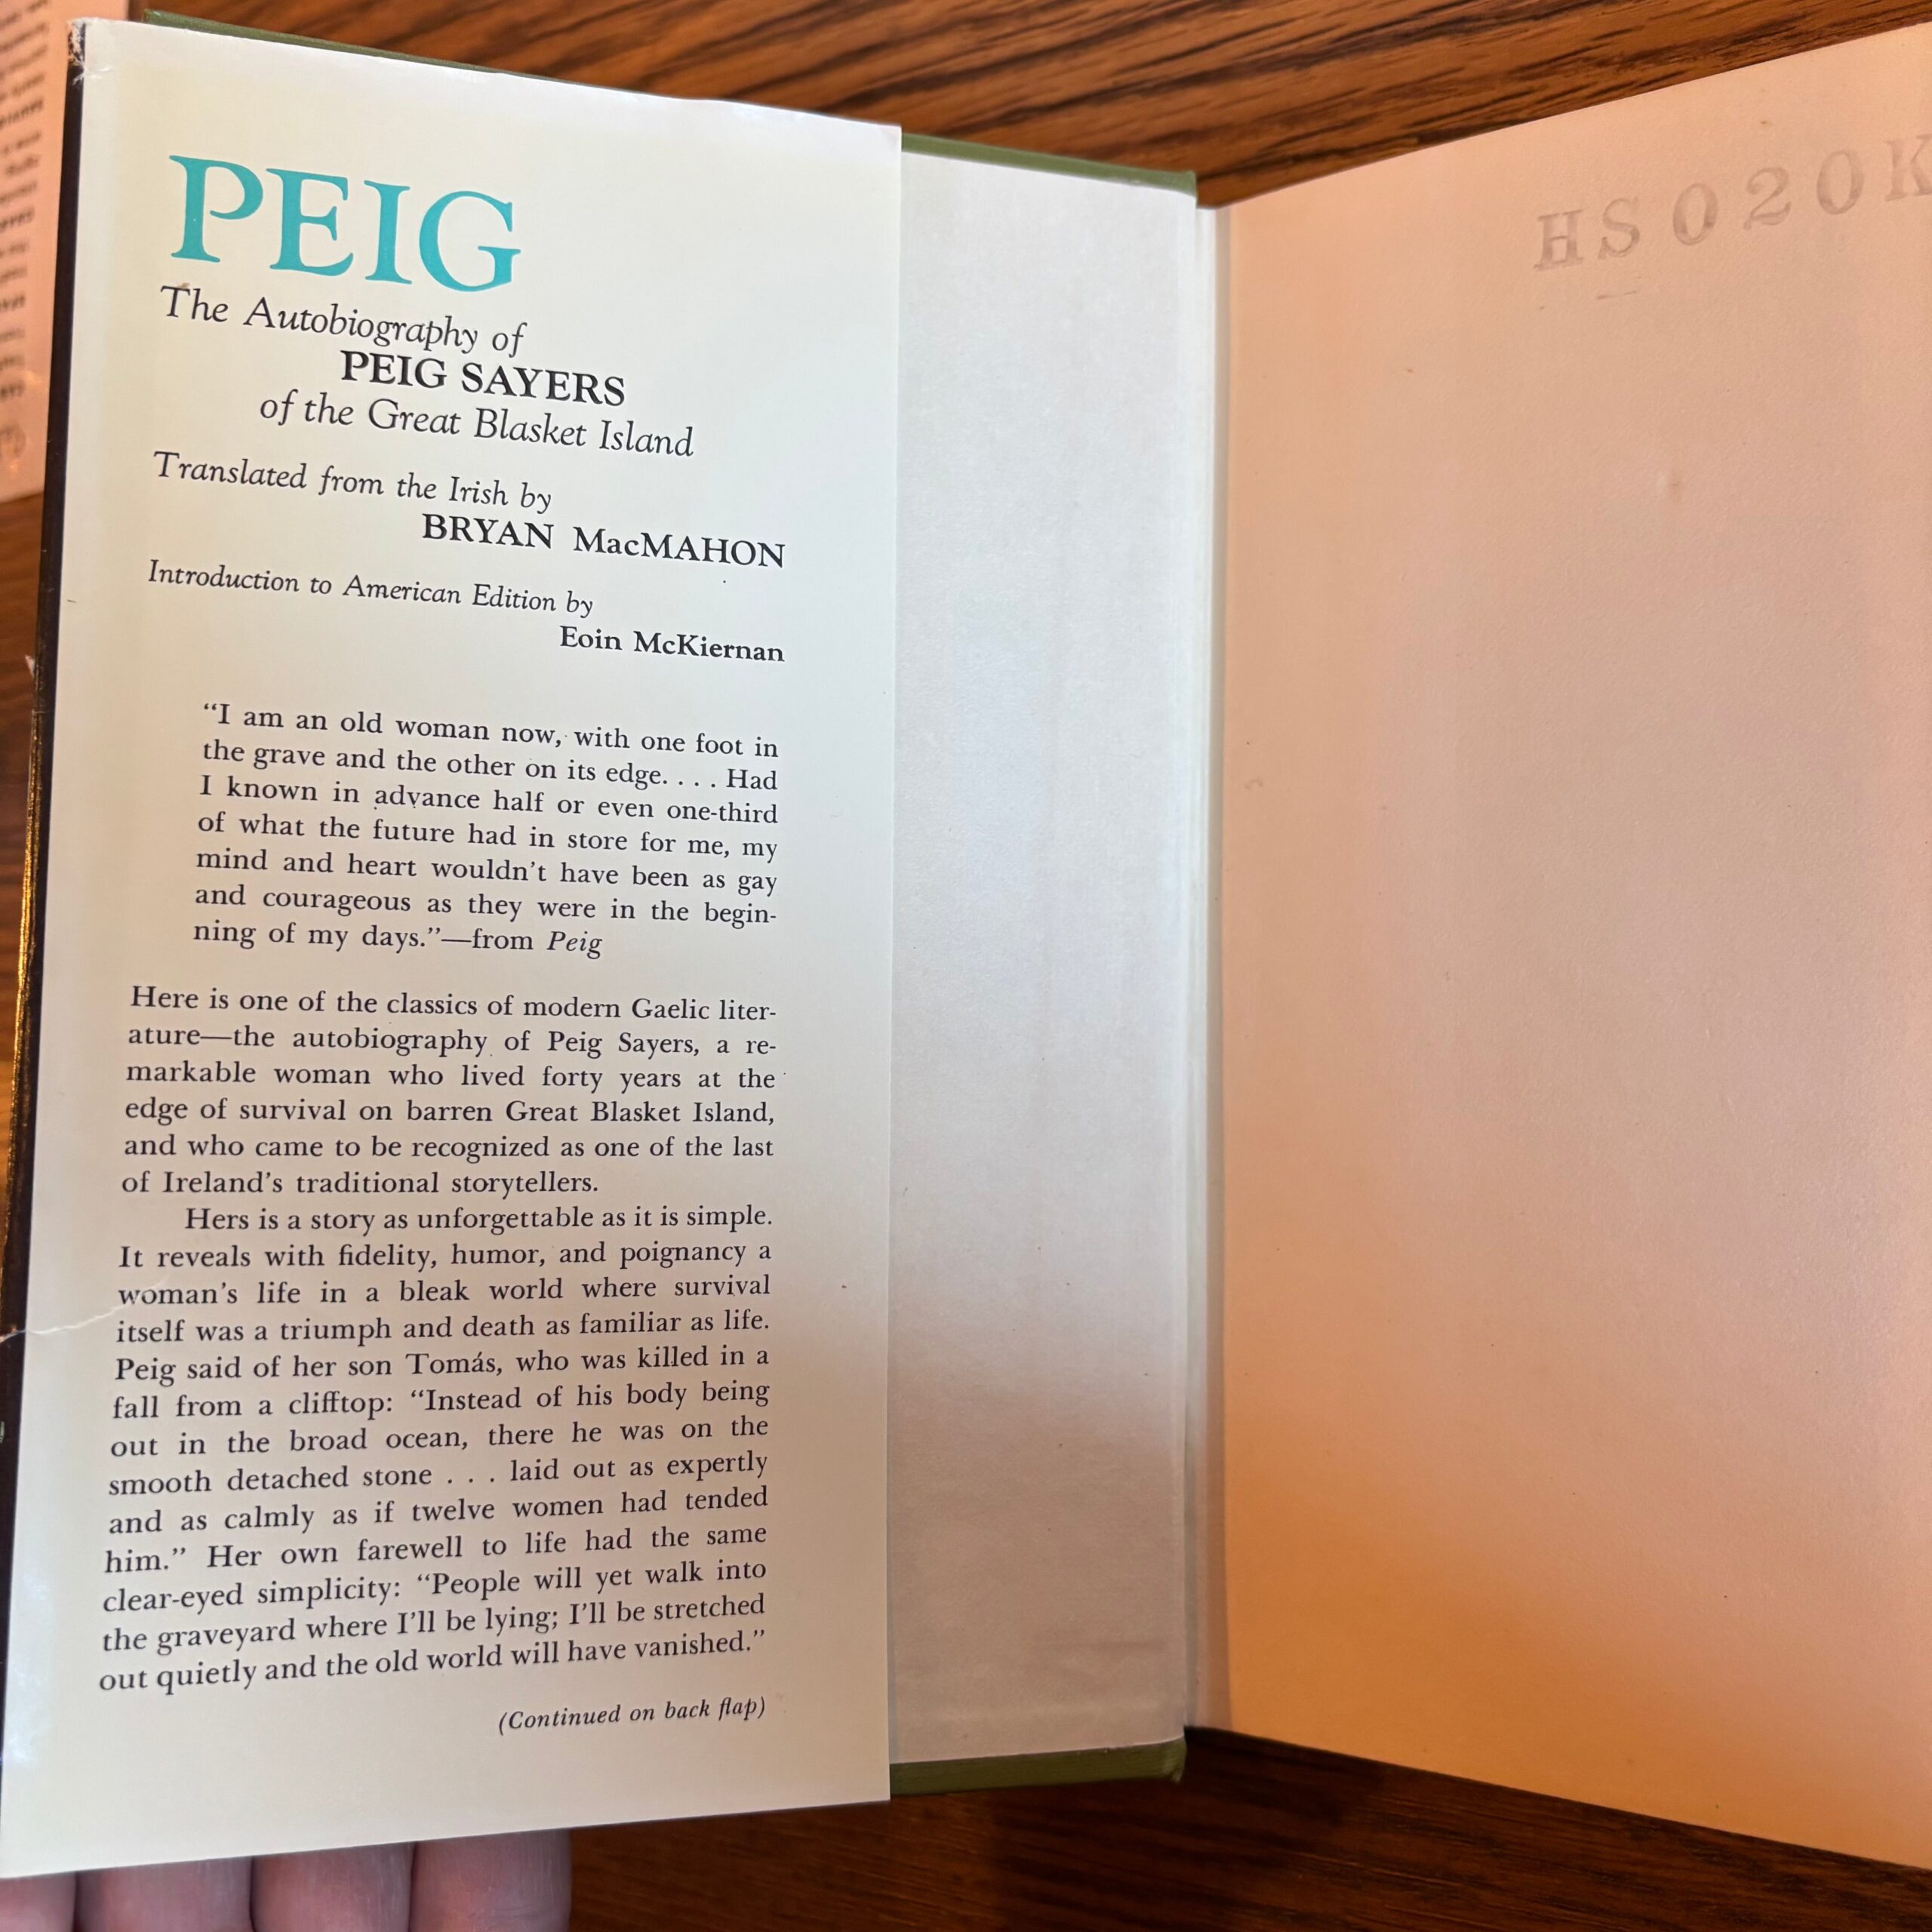 PEIG
The Autobiography of
PEIG SAYERS
of the Great Blasket Island
Translated from the Irish by
BRYAN MacMAHON
Introduction to American Edition by
Eoin McKiernan
“I am an old woman now, with one foot in
the grave and the other on its edge. . . . Had
I known in advance half or even one-third
of what the future had in store for me, my
mind and heart wouldn’t have been as gay
and courageous as they were in the begin-
ning of my days.”—from Peig
Here is one of the classics of modern Gaelic liter-
ature—the autobiography of Peig Sayers, a re-
markable woman who lived forty years at the
edge of survival on barren Great Blasket Island,
and who came to be recognized as one of the last
of Ireland’s traditional storytellers.
Hers is a story as unforgettable as it is simple.
It reveals with fidelity, humor, and poignancy a
woman’s life in a bleak world where survival
itself was a triumph and death as familiar as life.
Peig said of her son Tomás, who was killed in a
fall from a clifftop: “Instead of his body being
out in the broad ocean, there he was on the
smooth detached stone . . . laid out as expertly
and as calmly as if twelve women had tended
him.” Her own farewell to life had the same
clear-eyed simplicity: “People will yet walk into
the graveyard where I’ll be lying; I’ll be stretched
out quietly and the old world will have vanished.”
(Continued on back flap)
HS020K